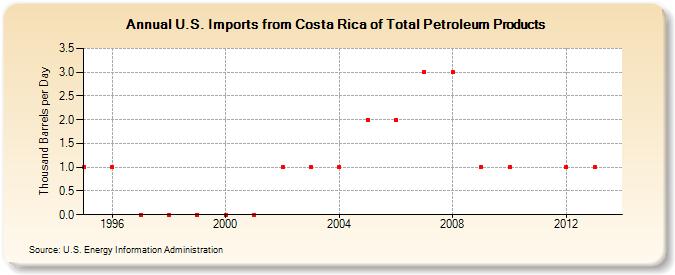 Annual U.S. Imports from Costa Rica of Total Petroleum Products
Thousand Barrels per Day
3.5
3.0
2.5
2.0
1.5
1.0
0.5
0.0
1996 2000 2004 2008 2012
Source: U.S. Energy Information Administration